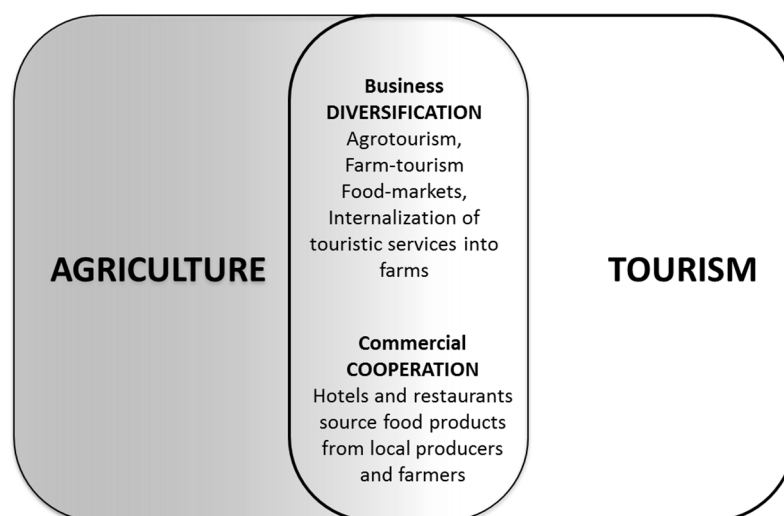 AGRICULTURE
Business
DIVERSIFICATION
Agrotourism,
Farm-tourism
Food-markets,
Internalization of
touristic services into
farms
Commercial
COOPERATION
Hotels and restaurants
source food products
from local producers
and farmers
TOURISM